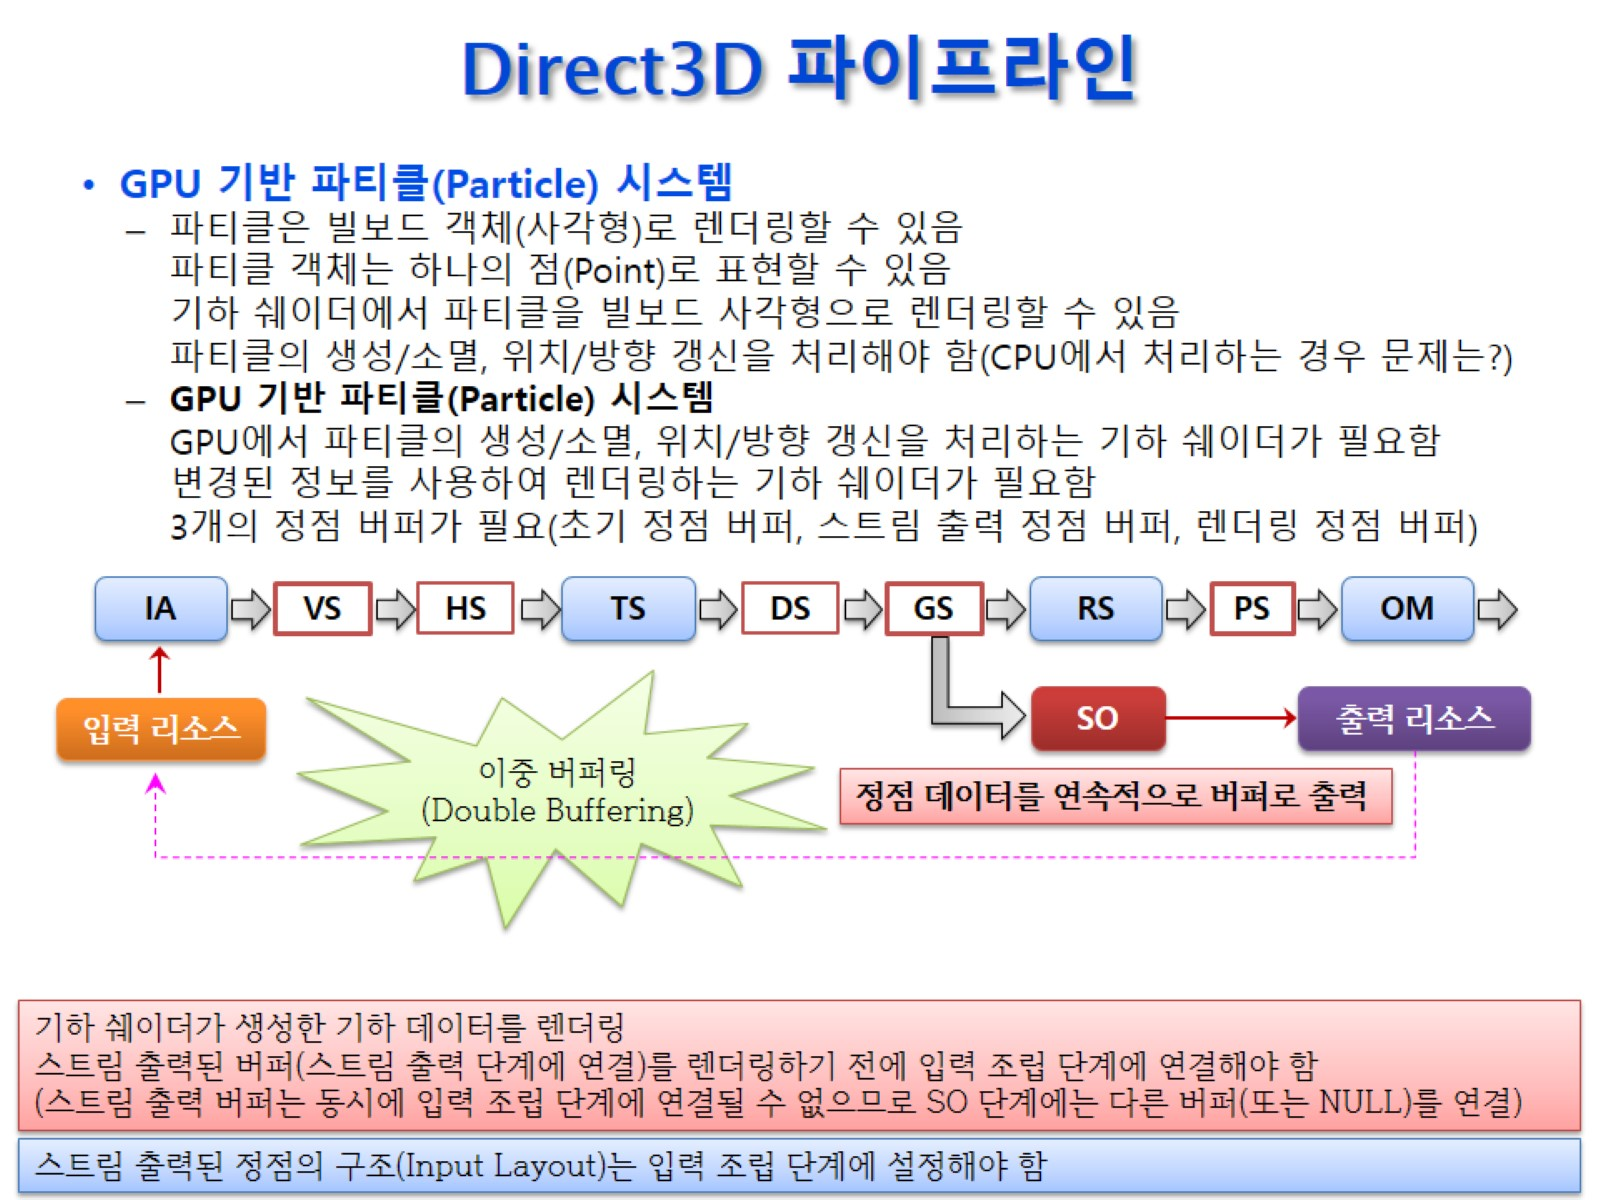 Direct3D 파이프라인
• GPU 기반 파티클(Particle) 시스템
– 파티클은 빌보드 객체(사각형)로 렌더링할 수 있음
파티클 객체는 하나의 점(Point)로 표현할 수 있음
기하 쉐이더에서 파티클을 빌보드 사각형으로 렌더링할 수 있음
파티클의 생성/소멸, 위치/방향 갱신을 처리해야 함(CPU에서 처리하는 경우 문제는?)
– GPU 기반 파티클(Particle) 시스템
GPU에서 파티클의 생성/소멸, 위치/방향 갱신을 처리하는 기하 쉐이더가 필요함
변경된 정보를 사용하여 렌더링하는 기하 쉐이더가 필요함
3개의 정점 버퍼가 필요(초기 정점 버퍼, 스트림 출력 정점 버퍼, 렌더링 정점 버퍼)
IA VS HS TS DS GS RS PS OM
입력 리소스 SO 출력 리소스
이중 버퍼링
(Double Buffering)
정점 데이터를 연속적으로 버퍼로 출력
기하 쉐이더가 생성한 기하 데이터를 렌더링
스트림 출력된 버퍼(스트림 출력 단계에 연결)를 렌더링하기 전에 입력 조립 단계에 연결해야 함
(스트림 출력 버퍼는 동시에 입력 조립 단계에 연결될 수 없으므로 SO 단계에는 다른 버퍼(또는 NULL)를 연결)
스트림 출력된 정점의 구조(Input Layout)는 입력 조립 단계에 설정해야 함